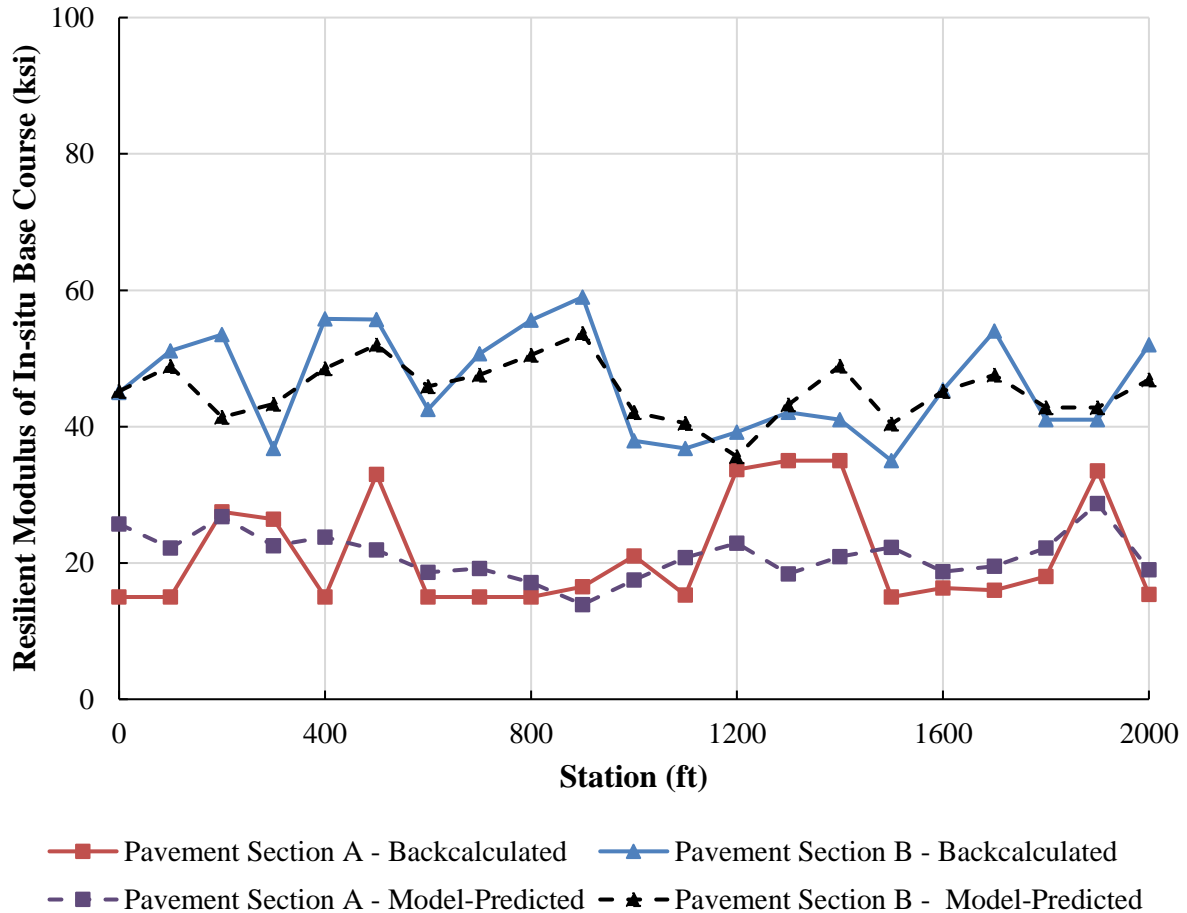 Resilient Modulus of In-situ Base Course (ksi)
100
80
60
40
20
0
0 400 800 1200 1600 2000
Station (ft)
Pavement Section A - Backcalculated Pavement Section B - Backcalculated
Pavement Section A - Model-Predicted Pavement Section B - Model-Predicted